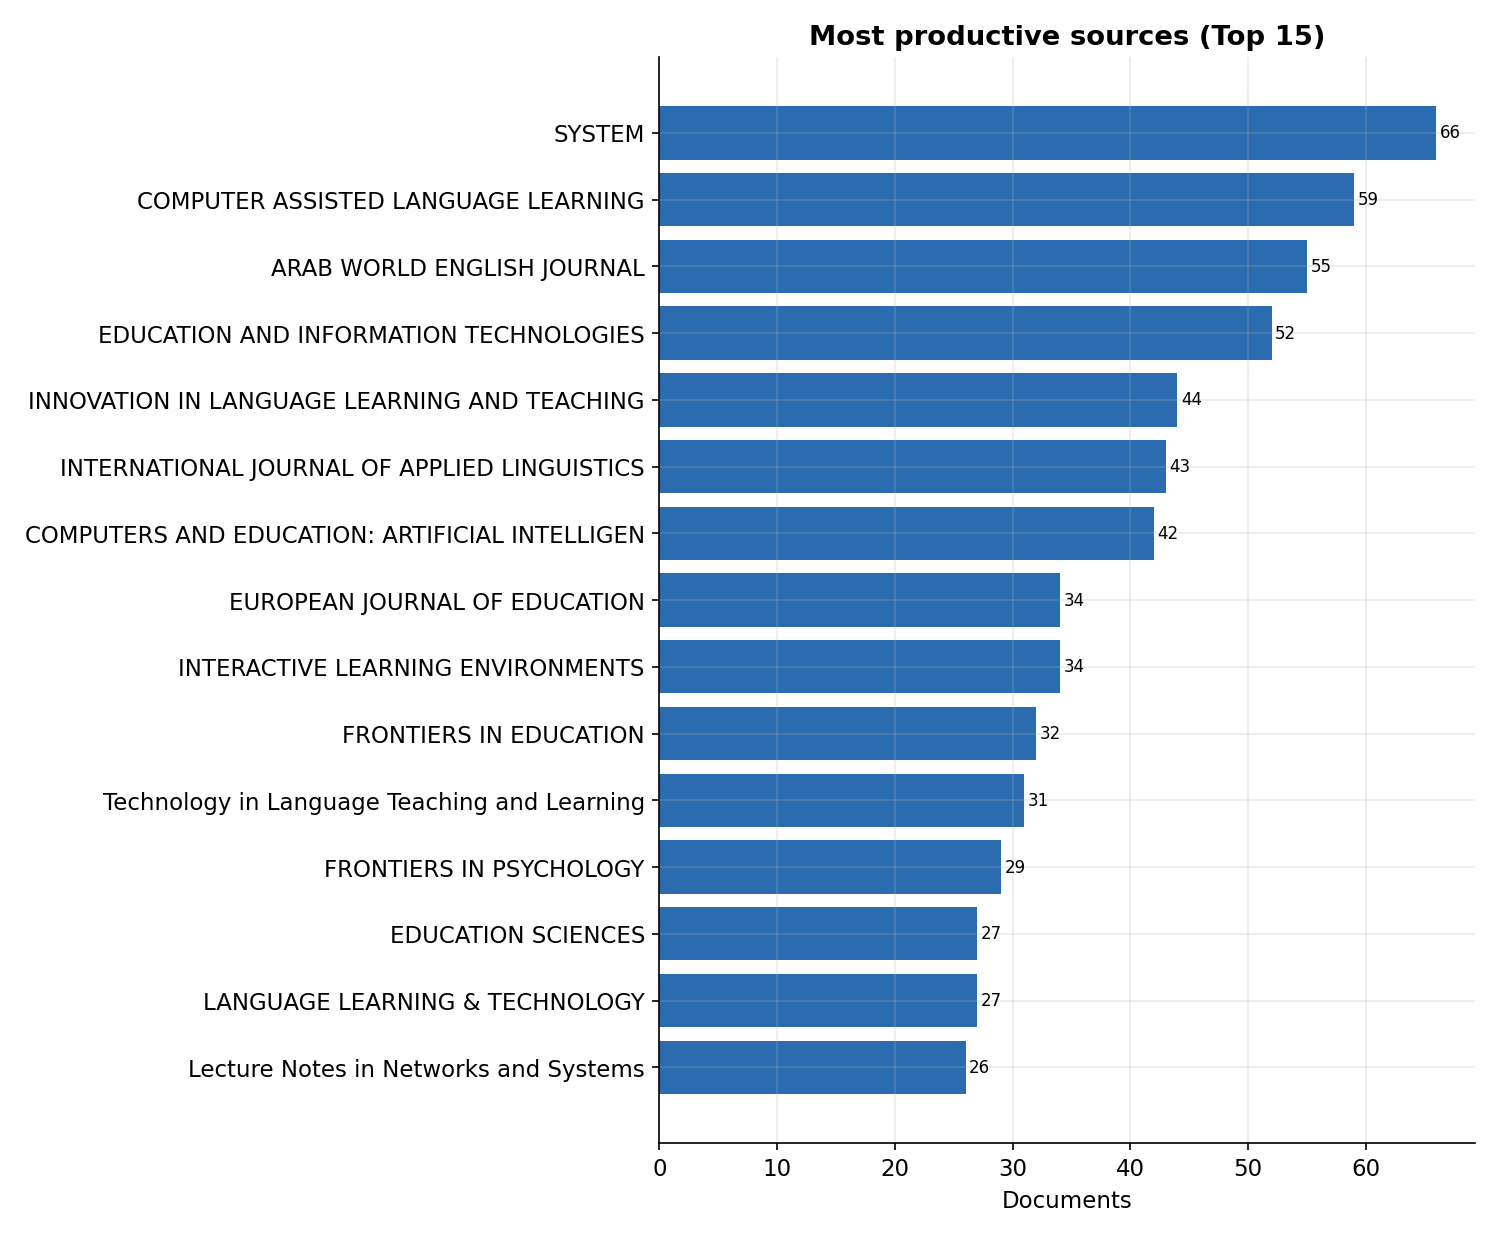 Most productive sources (Top 15)
SYSTEM 66
COMPUTER ASSISTED LANGUAGE LEARNING 59
ARAB WORLD ENGLISH JOURNAL 55
EDUCATION AND INFORMATION TECHNOLOGIES 52
INNOVATION IN LANGUAGE LEARNING AND TEACHING 44
INTERNATIONAL JOURNAL OF APPLIED LINGUISTICS 43
COMPUTERS AND EDUCATION: ARTIFICIAL INTELLIGEN 42
EUROPEAN JOURNAL OF EDUCATION 34
INTERACTIVE LEARNING ENVIRONMENTS 34
FRONTIERS IN EDUCATION 32
Technology in Language Teaching and Learning 31
FRONTIERS IN PSYCHOLOGY 29
EDUCATION SCIENCES 27
LANGUAGE LEARNING & TECHNOLOGY 27
Lecture Notes in Networks and Systems 26
0 10 20 30 40 50 60
Documents